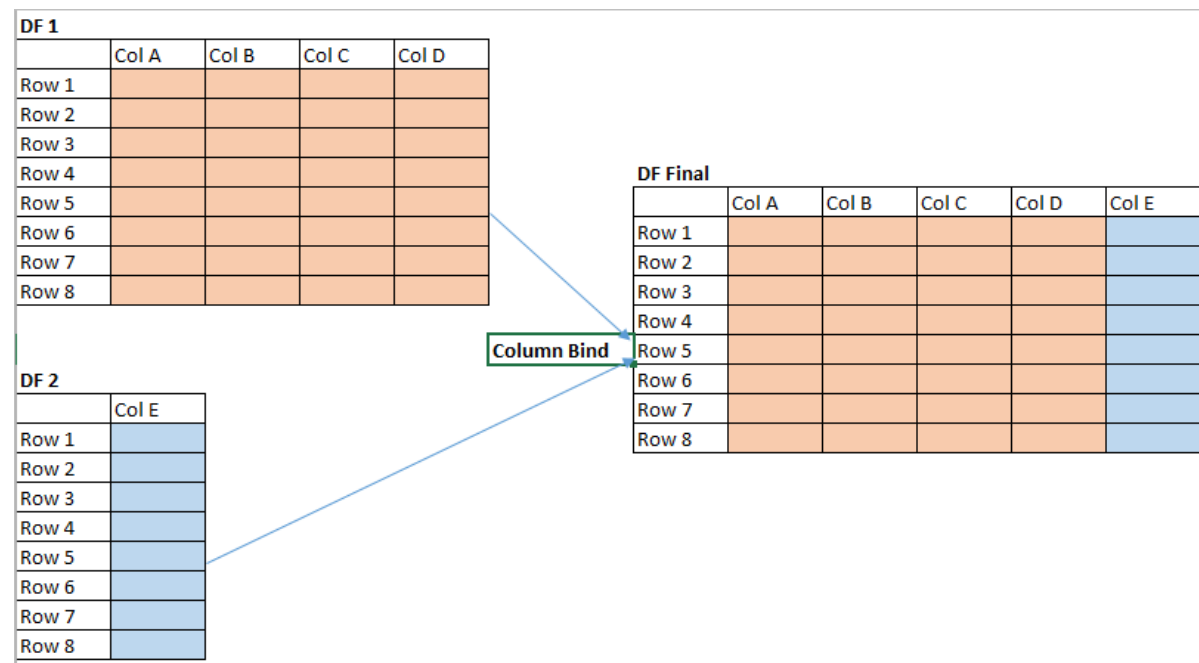 DF 1
Col A Col B Col C Col D
Row 1
Row 2
Row 3
Row 4
Row 5
Row 6
Row 7
Row 8
DF 2
Col E
Row 1
Row 2
Row 3
Row 4
Row 5
Row 6
Row 7
Row 8
Column Bind
DF Final
Col A Col B Col C Col D Col E
Row 1
Row 2
Row 3
Row 4
Row 5
Row 6
Row 7
Row 8